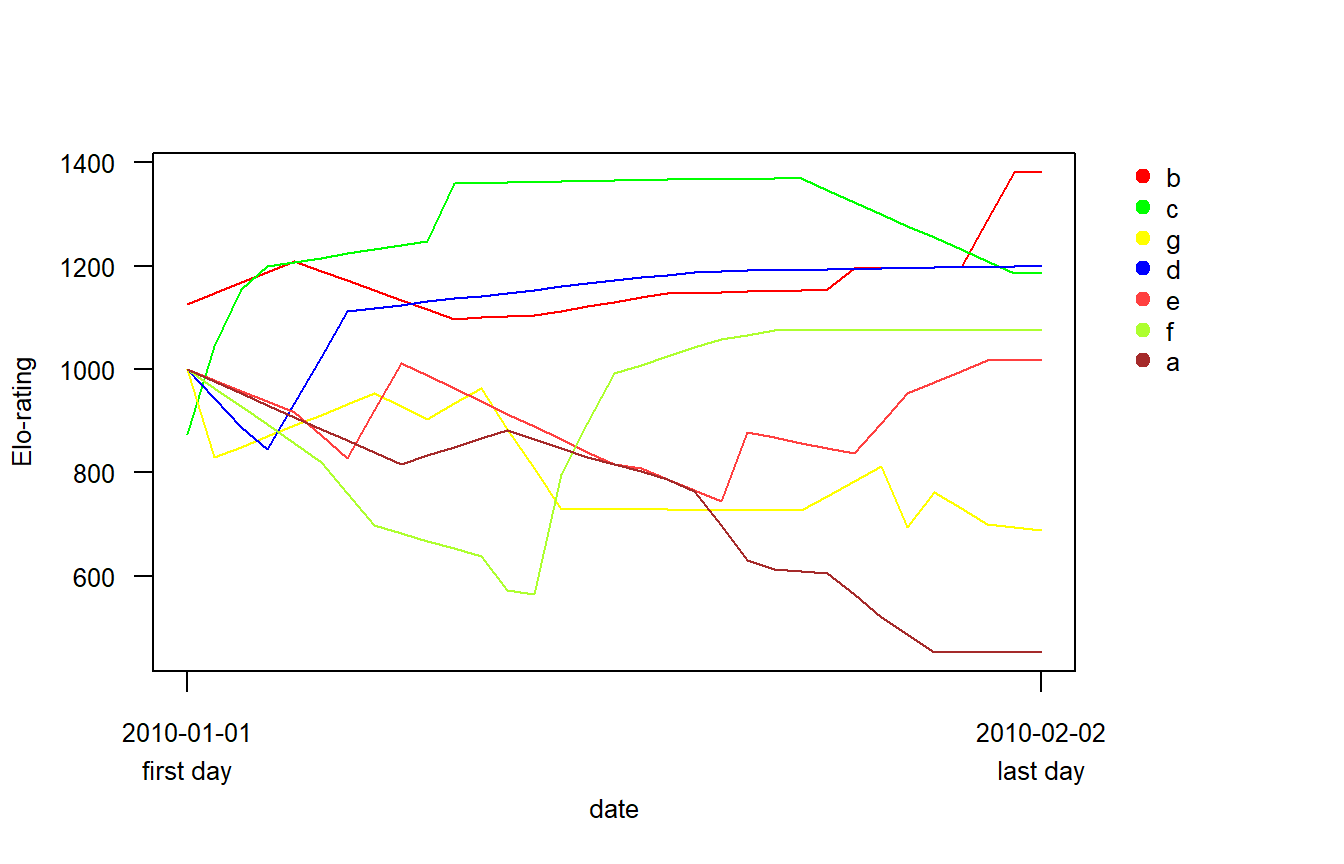 1400
1200
1000
800
600
Elo-rating
b
c
g
d
e
f
a
2010-01-01
first day
2010-02-02
last day
date